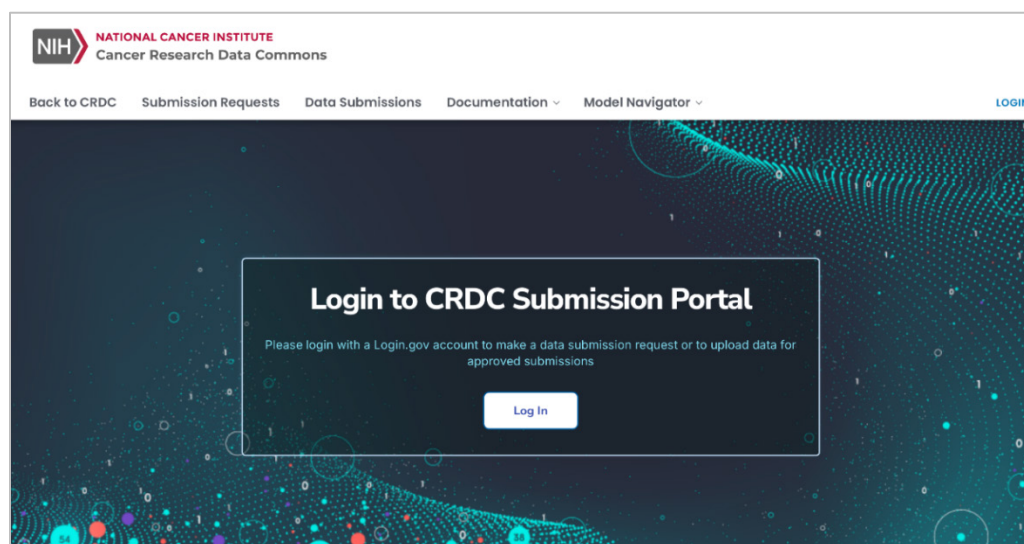 NIH
NATIONAL CANCER INSTITUTE
Cancer Research Data Commons
Back to CRDC Submission Requests Data Submissions Documentation Model Navigator
LOGIN
Login to CRDC Submission Portal
Please login with a Login.gov account to make a data submission request or to upload data for
approved submissions
Log In
54
38